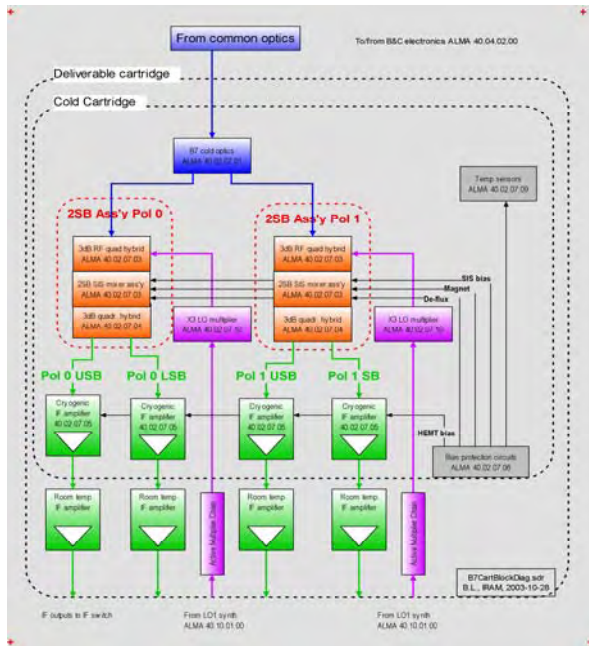 From common optics
To/from B&C electronics ALMA 40.04.02.00
Deliverable cartridge
Cold Cartridge
B7 cold optics
ALMA 40.02.07.01
Temp sensors
ALMA 40.02.07.09
2SB Ass'y Pol 0
2SB Ass'y Pol 1
3dB RF quad hybrid
ALMA 40.02.07.03
3dB RF quad hybrid
ALMA 40.02.07.03
SIS bias
Magnet
De-flux
2SB SIS mixer ass'y
ALMA 40.02.07.03
2SB SIS mixer ass'y
ALMA 40.02.07.03
3dB quadr. hybrid
ALMA 40.02.07.04
X3 LO multiplier
ALMA 40.02.07.10
3dB quadr. hybrid
ALMA 40.02.07.04
X3 LO multiplier
ALMA 40.02.07.10
Pol 0 USB
Pol 0 LSB
Pol 1 USB
Pol 1 SB
Cryogenic
IF amplifier
40.02.07.05
Cryogenic
IF amplifier
40.02.07.05
Cryogenic
IF amplifier
40.02.07.05
Cryogenic
IF amplifier
40.02.07.05
HEMT bias
Bias protection circuits
ALMA 40.02.07.08
Room temp.
IF amplifier
Room temp.
IF amplifier
Active Multiplier Chain
Room temp.
IF amplifier
Room temp.
IF amplifier
Active Multiplier Chain
B7CartBlockDiag.sdr
B.L., IRAM, 2003-10-28
IF outputs to IF switch
From LO1 synth
ALMA 40.10.01.00
From LO1 synth
ALMA 40.10.01.00